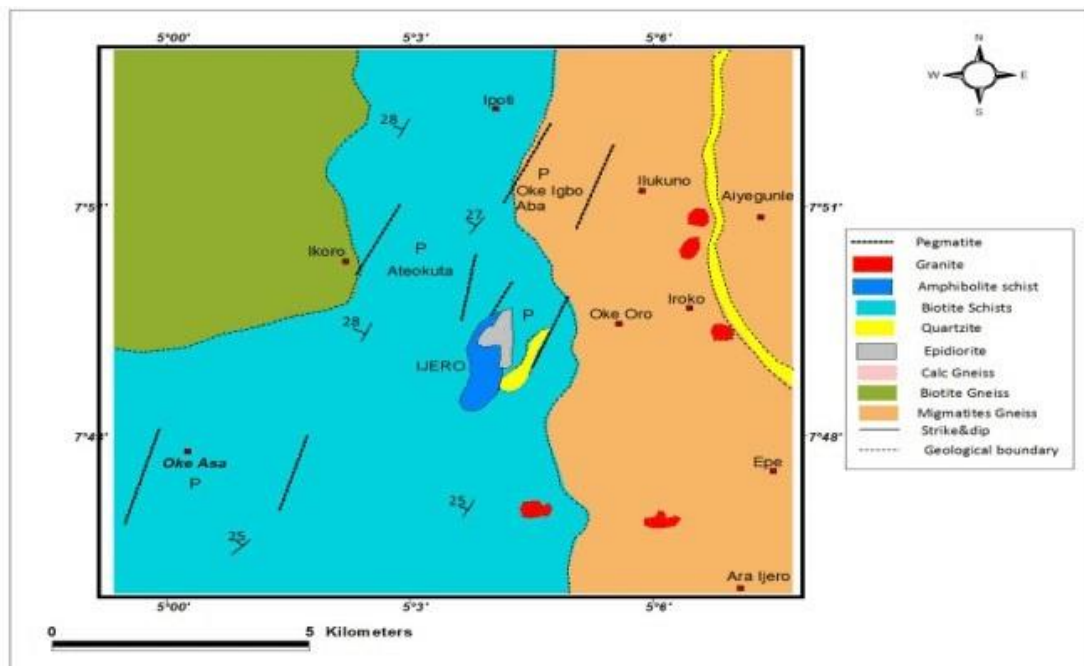 5°00' 5°3' 5°6'
N
W E
S
Ipoti
28
P
Oke Igbo
Aba
Ilukuno
Aiyegunle
7°51' 7°51'
27
Ikoro
P
Ateokuta
Iroko
P
Oke Oro
28
IJERO
7°48' 7°48'
Oke Asa
P
Epe
25
25
Ara Ijero
5°00' 5°3' 5°6'
0 5 Kilometers
Pegmatite
Granite
Amphibolite schist
Biotite Schists
Quartzite
Epidiorite
Calc Gneiss
Biotite Gneiss
Migmatites Gneiss
Strike&dip
Geological boundary